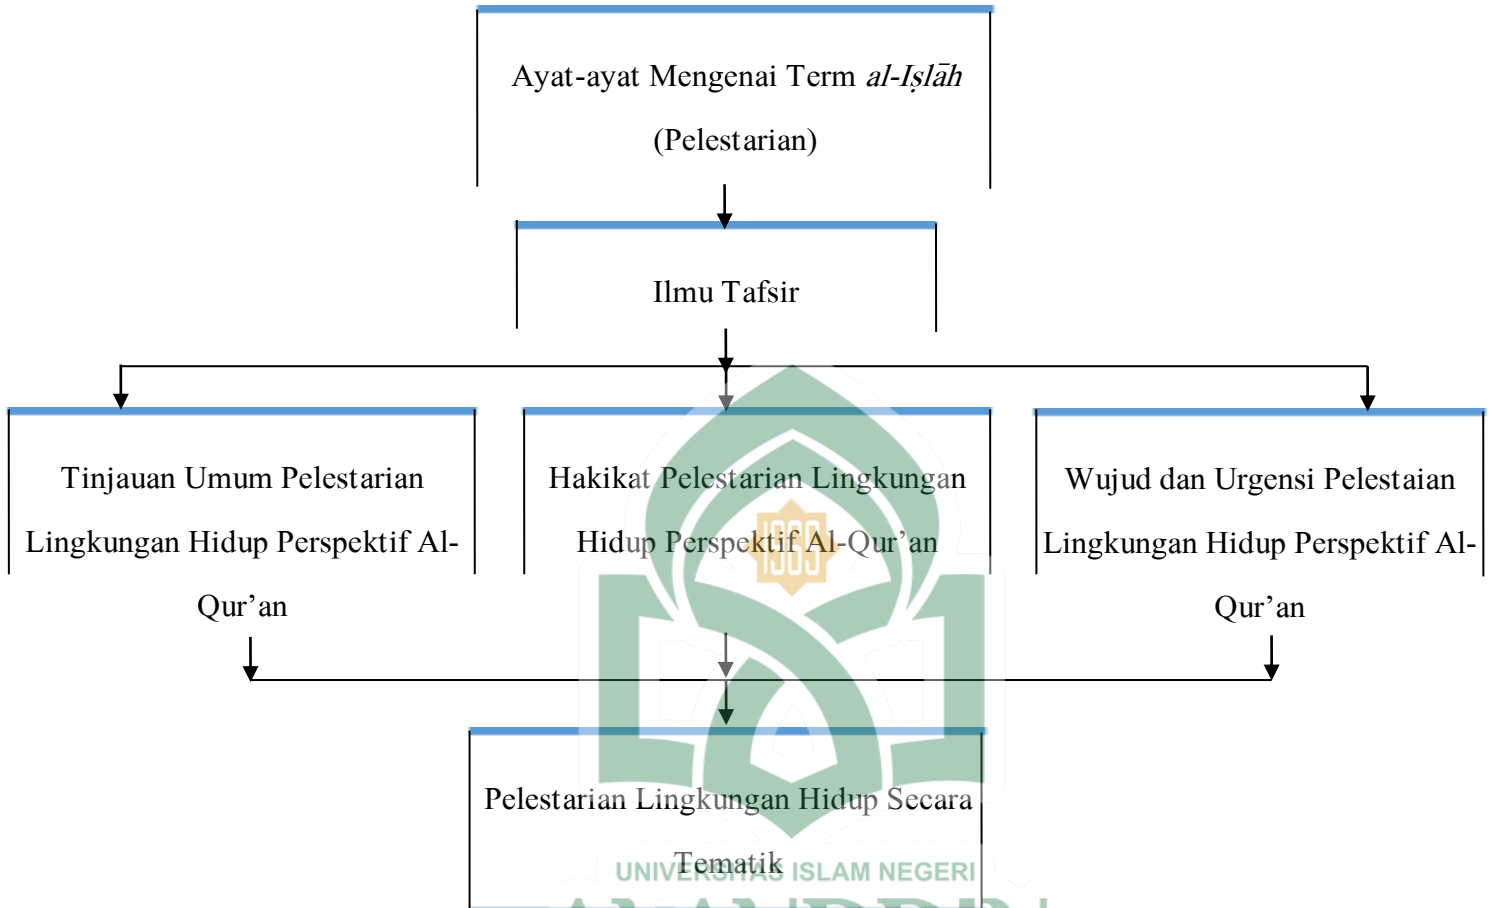 Ayat-ayat Mengenai Term al-Iṣlāh
(Pelestarian)
Ilmu Tafsir
Tinjauan Umum Pelestarian
Lingkungan Hidup Perspektif Al-
Qur’an
Hakikat Pelestarian Lingkungan
Hidup Perspektif Al-Qur’an
Wujud dan Urgensi Pelestaian
Lingkungan Hidup Perspektif Al-
Qur’an
1989
Pelestarian Lingkungan Hidup Secara
Tematik
UNIVERSITAS ISLAM NEGERI